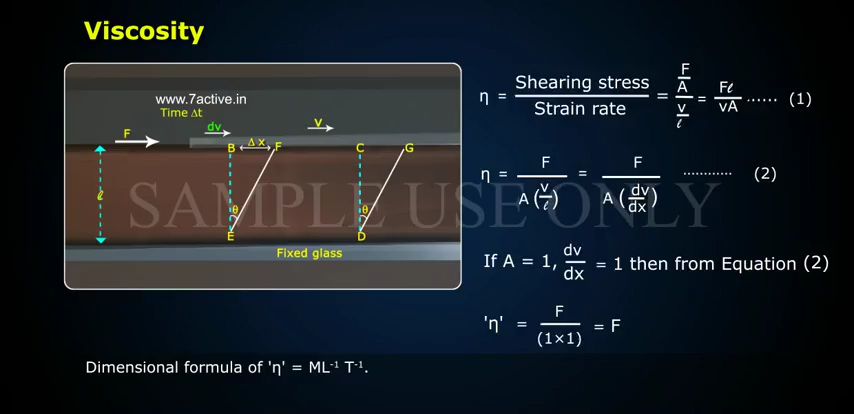 Viscosity
www.7active.in
Time Δt
F
dv
v
B Δ x F C G
ℓ
θ θ
E D
Fixed glass
SAMPLE USE ONLY
η = Shearing stress / Strain rate = (F/A) / (v/ℓ) = Fℓ / vA ...... (1)
η = F / A (v/ℓ) = F / A (dv/dx) ............ (2)
If A = 1, dv/dx = 1 then from Equation (2)
'η' = F / (1×1) = F
Dimensional formula of 'η' = ML⁻¹ T⁻¹.